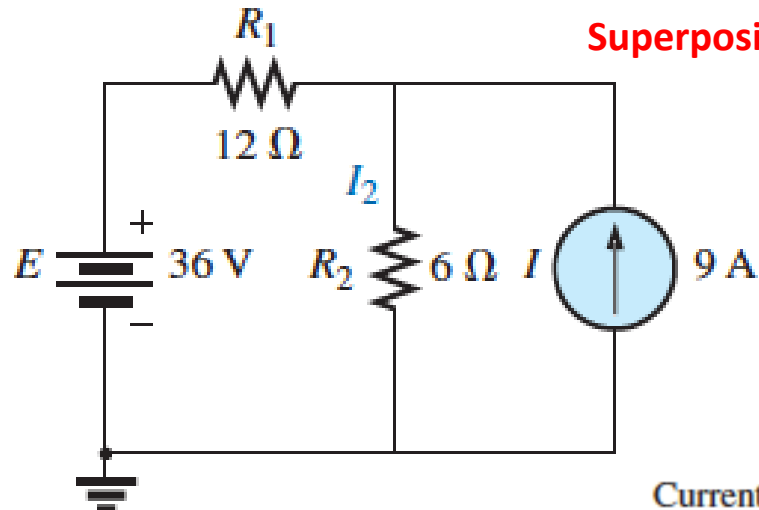 R1
Superposi
12 Ω
I2
+
E 36 V R2 6 Ω I 9 A
−
Current